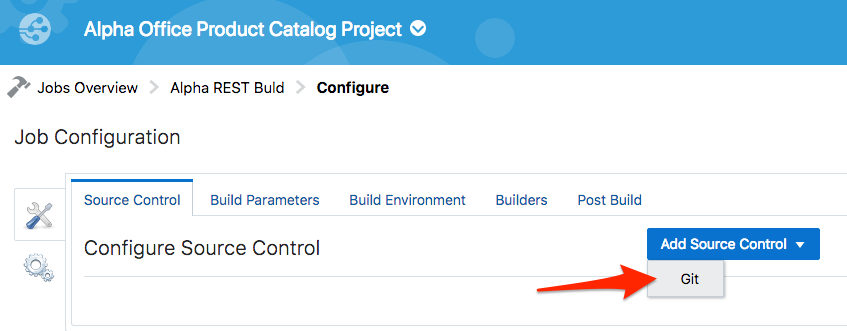 Alpha Office Product Catalog Project
Jobs Overview Alpha REST Buld Configure
Job Configuration
Source Control Build Parameters Build Environment Builders Post Build
Configure Source Control Add Source Control
Git